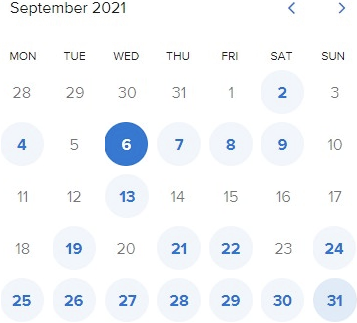 September 2021
MON TUE WED THU FRI SAT SUN
28 29 30 31 1 2 3
4 5 6 7 8 9 10
11 12 13 14 15 16 17
18 19 20 21 22 23 24
25 26 27 28 29 30 31